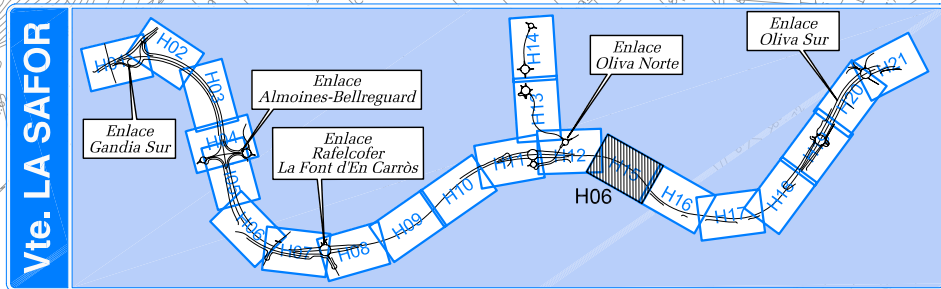 Vte. LA SAFOR
H02
H03
H04
H06
H07
H08
H09
H10
H11
H12
H13
H14
H15
H16
H17
H18
H20
H21
H06
Enlace
Gandia Sur
Enlace
Almoines-Bellreguard
Enlace
Rafelcofer
La Font d'En Carròs
Enlace
Oliva Norte
Enlace
Oliva Sur